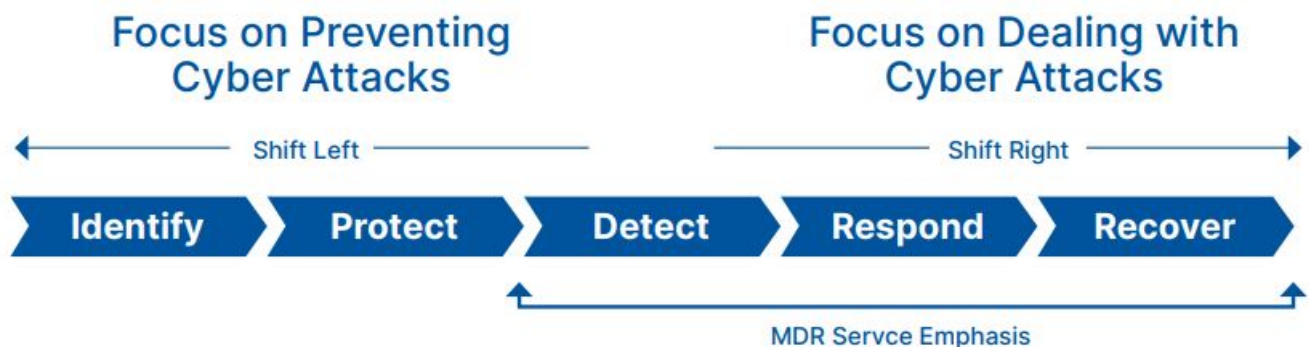 Focus on Preventing
Cyber Attacks
Focus on Dealing with
Cyber Attacks
Shift Left
Shift Right
Identify
Protect
Detect
Respond
Recover
MDR Servce Emphasis